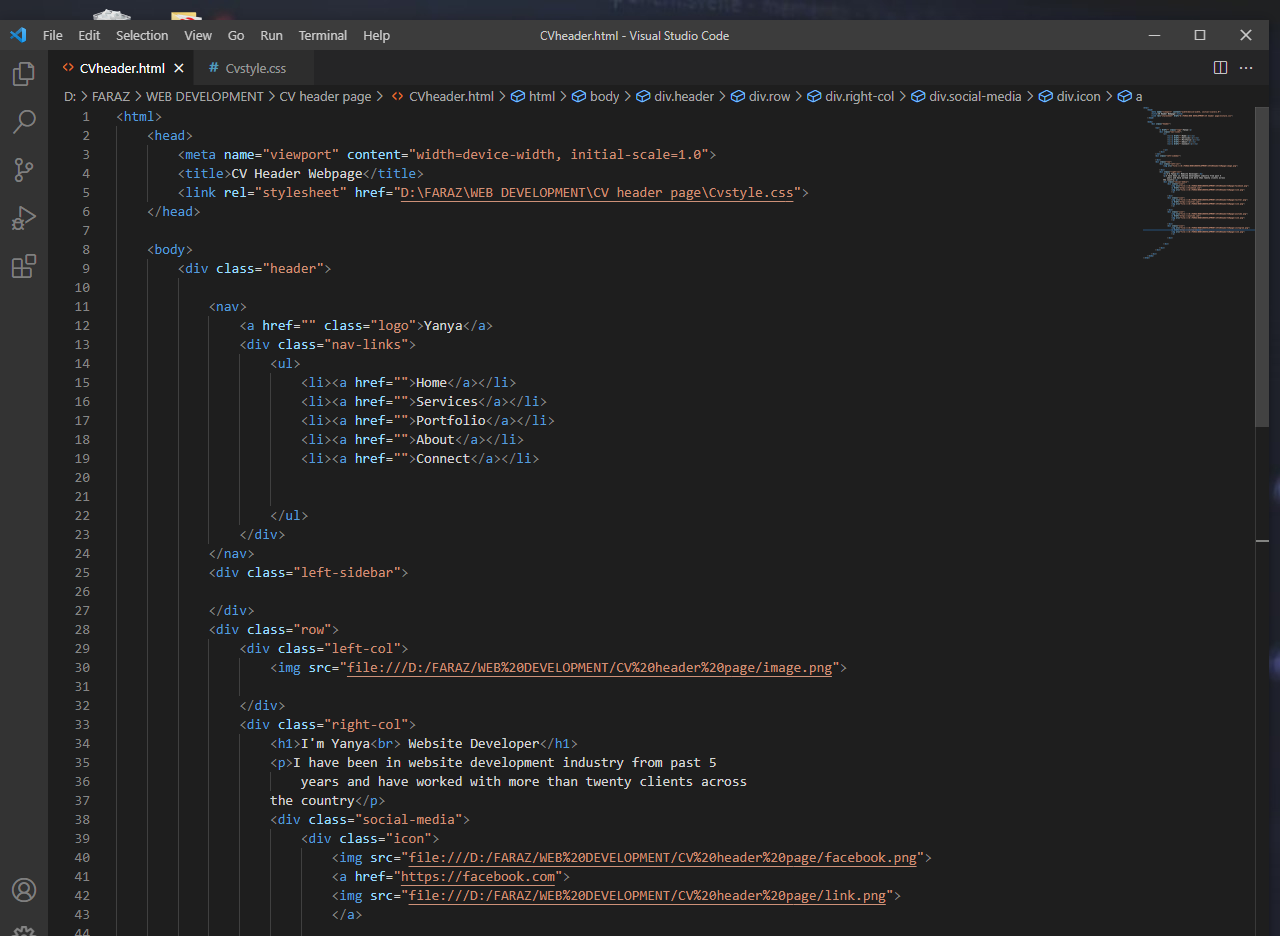 File Edit Selection View Go Run Terminal Help CVheader.html - Visual Studio Code
CVheader.html Cvstyle.css
D: > FARAZ > WEB DEVELOPMENT > CV header page > CVheader.html > html > body > div.header > div.row > div.right-col > div.social-media > div.icon > a
1 <html>
2 <head>
3 <meta name="viewport" content="width=device-width, initial-scale=1.0">
4 <title>CV Header Webpage</title>
5 <link rel="stylesheet" href="D:\FARAZ\WEB DEVELOPMENT\CV header page\Cvstyle.css">
6 </head>
7
8 <body>
9 <div class="header">
10
11 <nav>
12 <a href="" class="logo">Yanya</a>
13 <div class="nav-links">
14 <ul>
15 <li><a href="">Home</a></li>
16 <li><a href="">Services</a></li>
17 <li><a href="">Portfolio</a></li>
18 <li><a href="">About</a></li>
19 <li><a href="">Connect</a></li>
20
21
22 </ul>
23 </div>
24 </nav>
25 <div class="left-sidebar">
26
27 </div>
28 <div class="row">
29 <div class="left-col">
30 <img src="file:///D:/FARAZ/WEB%20DEVELOPMENT/CV%20header%20page/image.png">
31
32 </div>
33 <div class="right-col">
34 <h1>I'm Yanya<br> Website Developer</h1>
35 <p>I have been in website development industry from past 5
36 years and have worked with more than twenty clients across
37 the country</p>
38 <div class="social-media">
39 <div class="icon">
40 <img src="file:///D:/FARAZ/WEB%20DEVELOPMENT/CV%20header%20page/facebook.png">
41 <a href="https://facebook.com">
42 <img src="file:///D:/FARAZ/WEB%20DEVELOPMENT/CV%20header%20page/link.png">
43 </a>
44